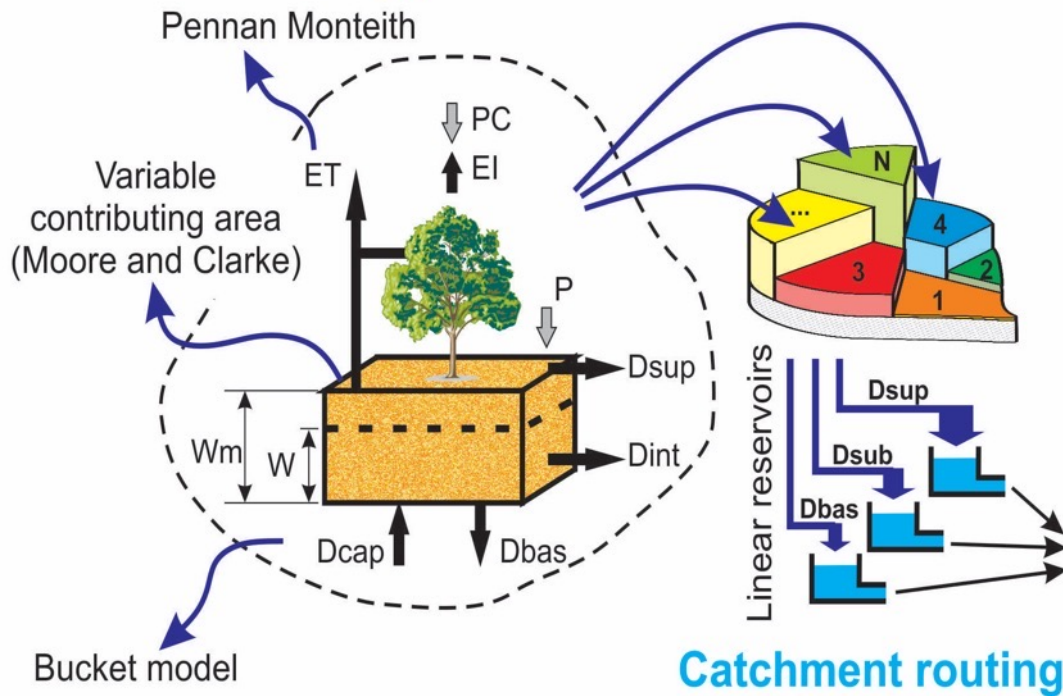 Pennan Monteith
PC
EI
ET
Variable
contributing area
(Moore and Clarke)
P
Dsup
Wm
W
Dint
Dcap
Dbas
Bucket model
N
...
4
3
2
1
Linear reservoirs
Dsup
Dsub
Dbas
Catchment routing